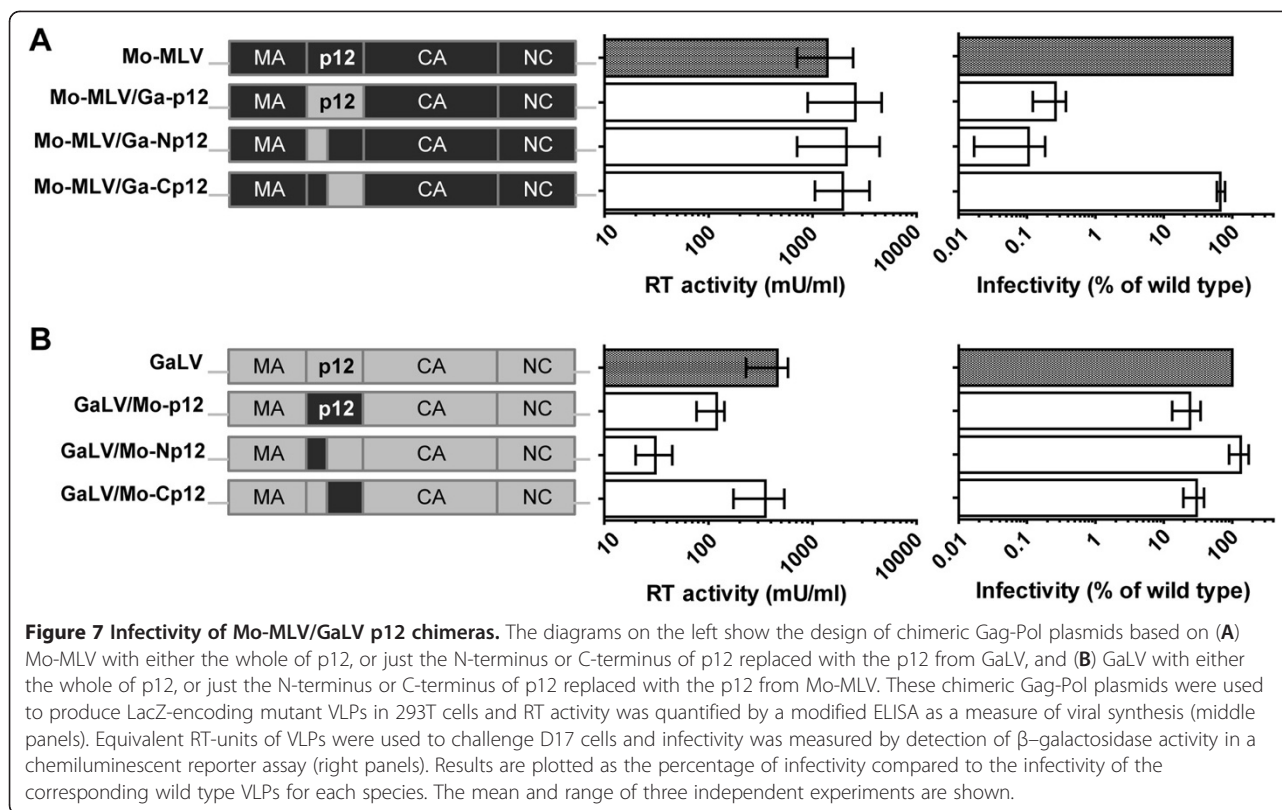 A
Mo-MLV
MA p12 CA NC
Mo-MLV/Ga-p12
MA p12 CA NC
Mo-MLV/Ga-Np12
MA CA NC
Mo-MLV/Ga-Cp12
MA CA NC
10 100 1000 10000
RT activity (mU/ml)
0.01 0.1 1 10 100
Infectivity (% of wild type)
B
GaLV
MA p12 CA NC
GaLV/Mo-p12
MA p12 CA NC
GaLV/Mo-Np12
MA CA NC
GaLV/Mo-Cp12
MA CA NC
10 100 1000 10000
RT activity (mU/ml)
0.01 0.1 1 10 100
Infectivity (% of wild type)
Figure 7 Infectivity of Mo-MLV/GaLV p12 chimeras. The diagrams on the left show the design of chimeric Gag-Pol plasmids based on (A)
Mo-MLV with either the whole of p12, or just the N-terminus or C-terminus of p12 replaced with the p12 from GaLV, and (B) GaLV with either
the whole of p12, or just the N-terminus or C-terminus of p12 replaced with the p12 from Mo-MLV. These chimeric Gag-Pol plasmids were used
to produce LacZ-encoding mutant VLPs in 293T cells and RT activity was quantified by a modified ELISA as a measure of viral synthesis (middle
panels). Equivalent RT-units of VLPs were used to challenge D17 cells and infectivity was measured by detection of β–galactosidase activity in a
chemiluminescent reporter assay (right panels). Results are plotted as the percentage of infectivity compared to the infectivity of the
corresponding wild type VLPs for each species. The mean and range of three independent experiments are shown.